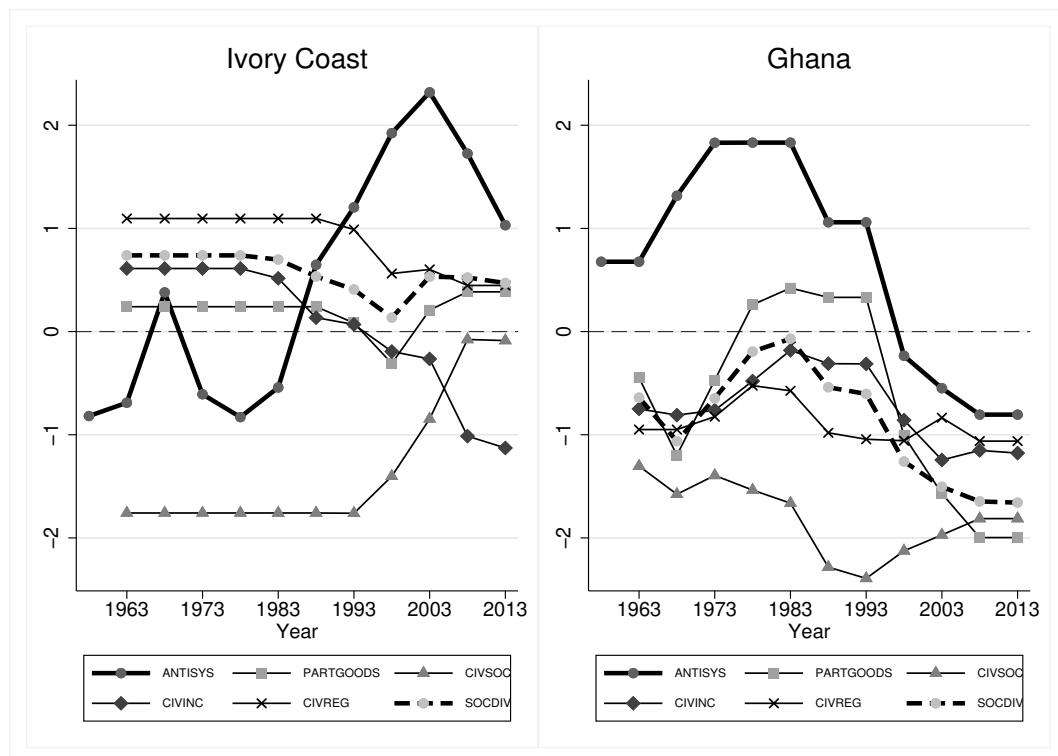 Ivory Coast
2
1
0
−1
−2
1963 1973 1983 1993 2003 2013
Year
ANTISYS PARTGOODS CIVSOC
CIVINC CIVREG SOCDIV
Ghana
2
1
0
−1
−2
1963 1973 1983 1993 2003 2013
Year
ANTISYS PARTGOODS CIVSOC
CIVINC CIVREG SOCDIV